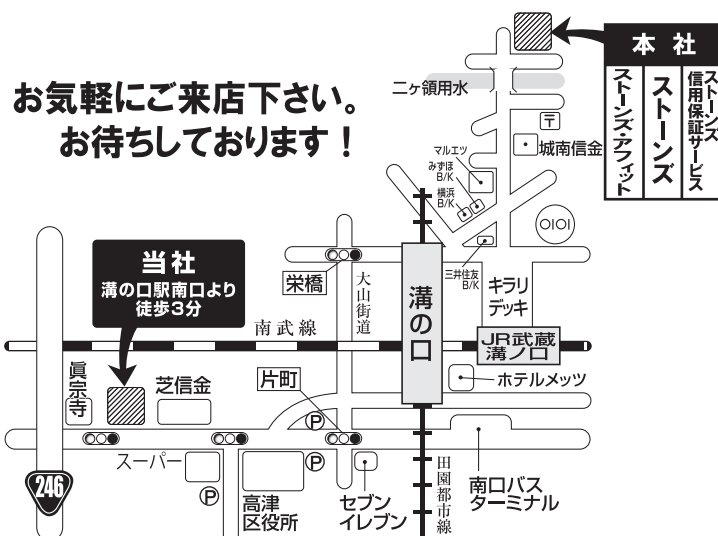 お気軽にご来店下さい。
お待ちしております！
本社
ストーンズ
信用保証サービス
ストーンズ
ストーンズ・アフィット
二ヶ領用水
〒
城南信金
マルエツ
みずほ
B/K
横浜
B/K
OIOI
三井住友
B/K
キラリ
デッキ
当社
溝の口駅南口より
徒歩3分
栄橋
大山街道
溝の口
南武線
JR武蔵
溝ノ口
眞宗寺
芝信金
片町
ホテルメッツ
P
スーパー
P
P
246
高津
区役所
セブン
イレブン
田園都市線
南口バス
ターミナル